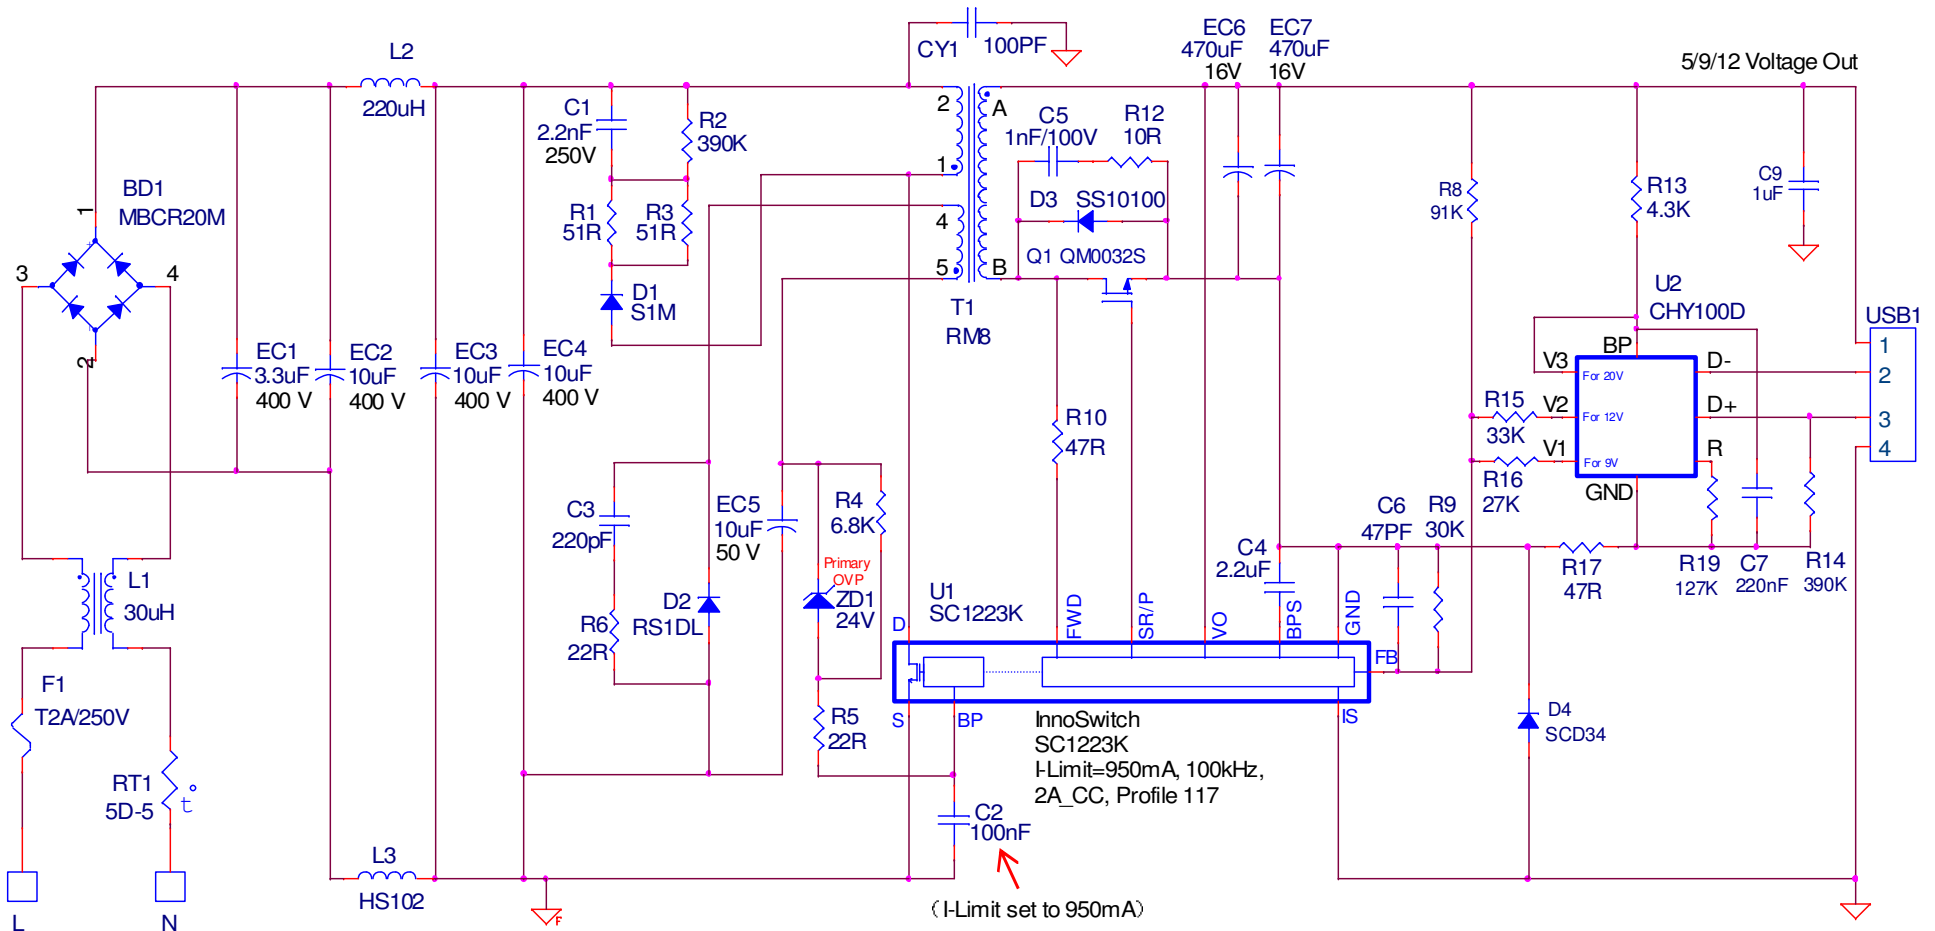 CY1
100PF
EC6
470uF
16V
EC7
470uF
16V
5/9/12 Voltage Out
L2
220uH
C1
2.2nF
250V
R2
390K
2
A
C5
1nF/100V
R12
10R
1
BD1
MBCR20M
1
3
4
2
R1
51R
R3
51R
4
5
B
D3
SS10100
Q1 QM0032S
R8
91K
R13
4.3K
C9
1uF
D1
S1M
T1
RM8
U2
CHY100D
USB1
1
2
3
4
BP
V3
For 20V
V2
For 12V
V1
For 9V
D-
D+
R
GND
EC1
3.3uF
400 V
EC2
10uF
400 V
EC3
10uF
400 V
EC4
10uF
400 V
R10
47R
R15
33K
R16
27K
C3
220pF
EC5
10uF
50 V
R4
6.8K
Primary
OVP
ZD1
24V
C6
47PF
R9
30K
C4
2.2uF
R17
47R
R19
127K
C7
220nF
R14
390K
L1
30uH
R6
22R
D2
RS1DL
U1
SC1223K
D
FWD
SR/P
VO
BPS
GND
FB
S
BP
IS
R5
22R
InnoSwitch
SC1223K
I-Limit=950mA, 100kHz,
2A_CC, Profile 117
D4
SCD34
F1
T2A/250V
RT1
5D-5
t°
C2
100nF
L3
HS102
F
(I-Limit set to 950mA)
L
N